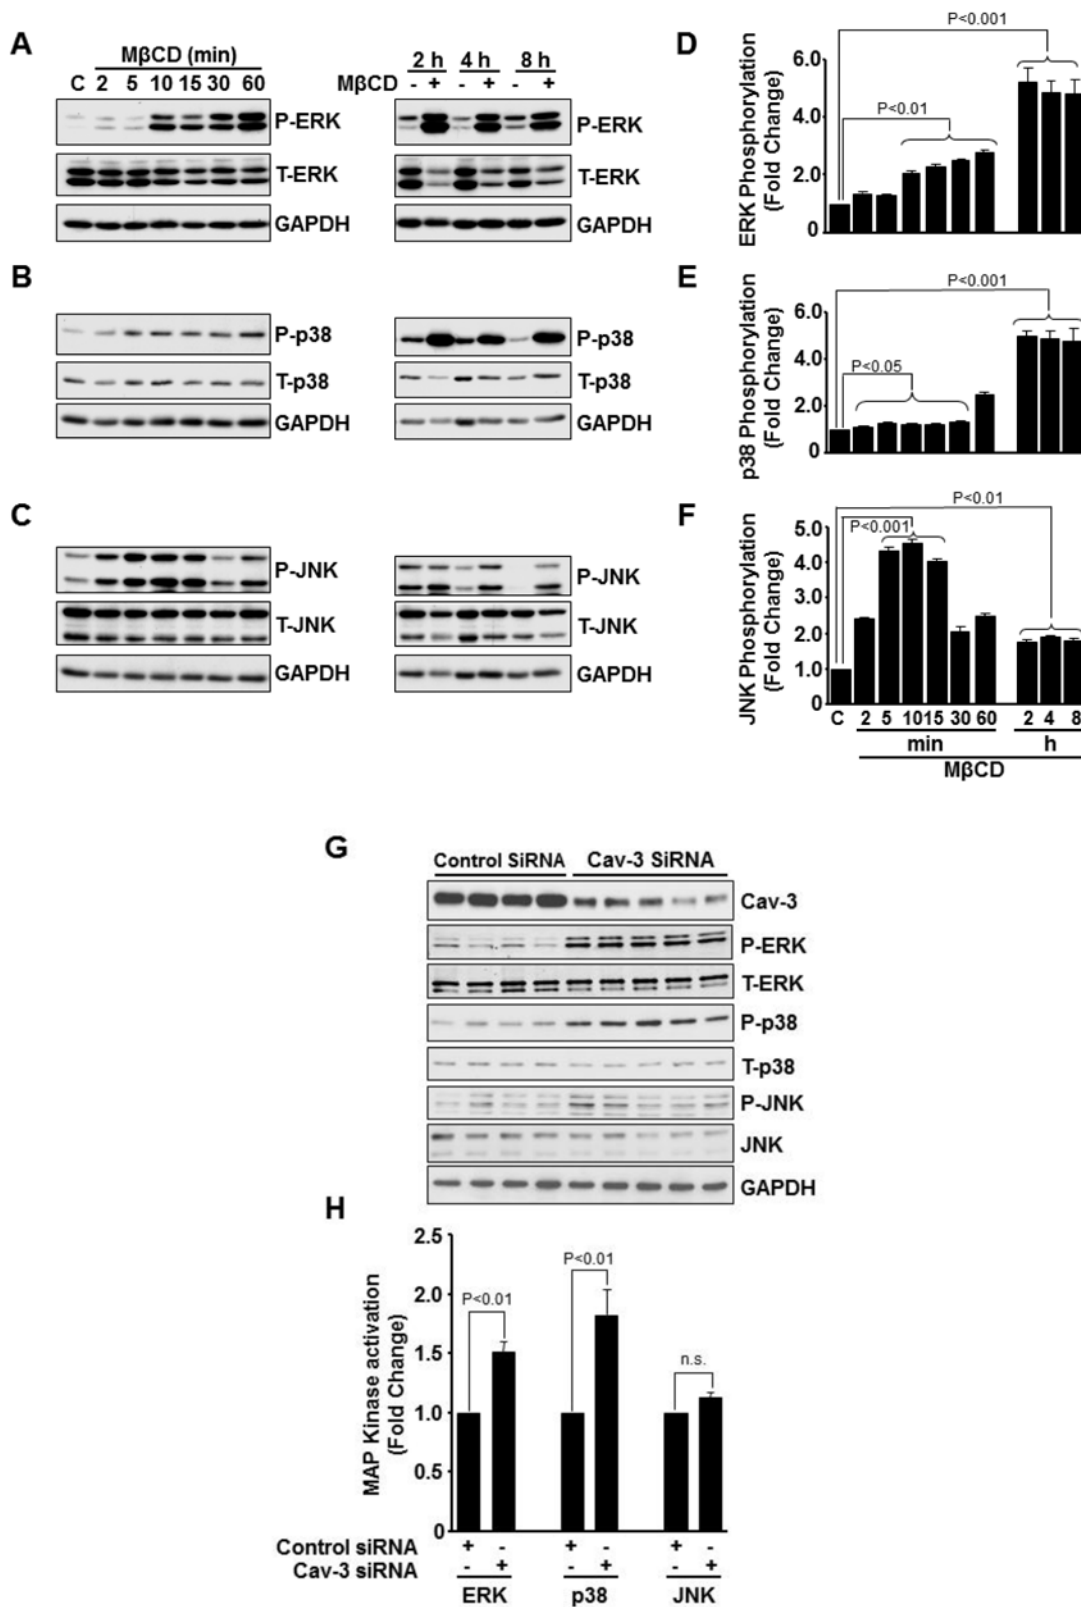 A
MβCD (min)
C 2 5 10 15 30 60
P-ERK
T-ERK
GAPDH
2 h 4 h 8 h
MβCD - + - + - +
P-ERK
T-ERK
GAPDH
D
P<0.001
P<0.01
ERK Phosphorylation
(Fold Change)
6.0
4.0
2.0
0
B
P-p38
T-p38
GAPDH
P-p38
T-p38
GAPDH
E
P<0.001
P<0.05
p38 Phosphorylation
(Fold Change)
6.0
4.0
2.0
0
C
P-JNK
T-JNK
GAPDH
P-JNK
T-JNK
GAPDH
F
P<0.01
P<0.001
JNK Phosphorylation
(Fold Change)
5.0
4.0
3.0
2.0
1.0
0
C 2 5 10 15 30 60 2 4 8
min h
MβCD
G
Control SiRNA Cav-3 SiRNA
Cav-3
P-ERK
T-ERK
P-p38
T-p38
P-JNK
JNK
GAPDH
H
MAP Kinase activation
(Fold Change)
2.5
2.0
1.5
1.0
0.5
0
P<0.01
P<0.01
n.s.
Control siRNA + - + - + -
Cav-3 siRNA - + - + - +
ERK p38 JNK